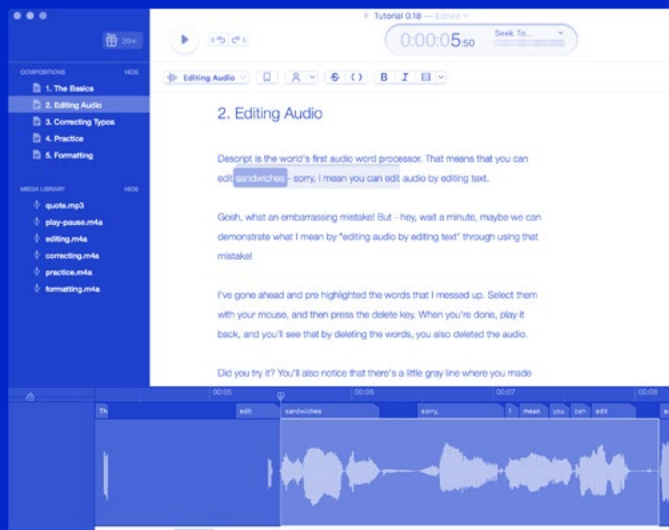 Tutorial 0.18 — Edited
20m
0:00:05:50
Seek To...
COMPOSITIONS HIDE
1. The Basics
2. Editing Audio
3. Correcting Typos
4. Practice
5. Formatting
MEDIA LIBRARY HIDE
quote.mp3
play-pause.m4a
editing.m4a
correcting.m4a
practice.m4a
formatting.m4a
Editing Audio
B I
2. Editing Audio
Descript is the world's first audio word processor. That means that you can
edit sandwiches - sorry, I mean you can edit audio by editing text.
Gosh, what an embarrassing mistake! But - hey, wait a minute, maybe we can
demonstrate what I mean by "editing audio by editing text" through using that
mistake!
I've gone ahead and pre highlighted the words that I messed up. Select them
with your mouse, and then press the delete key. When you're done, play it
back, and you'll see that by deleting the words, you also deleted the audio.
Did you try it? You'll also notice that there's a little gray line where you made
00:05 00:06 00:07 00:08
Th edit sandwiches sorry, I mean you can edit